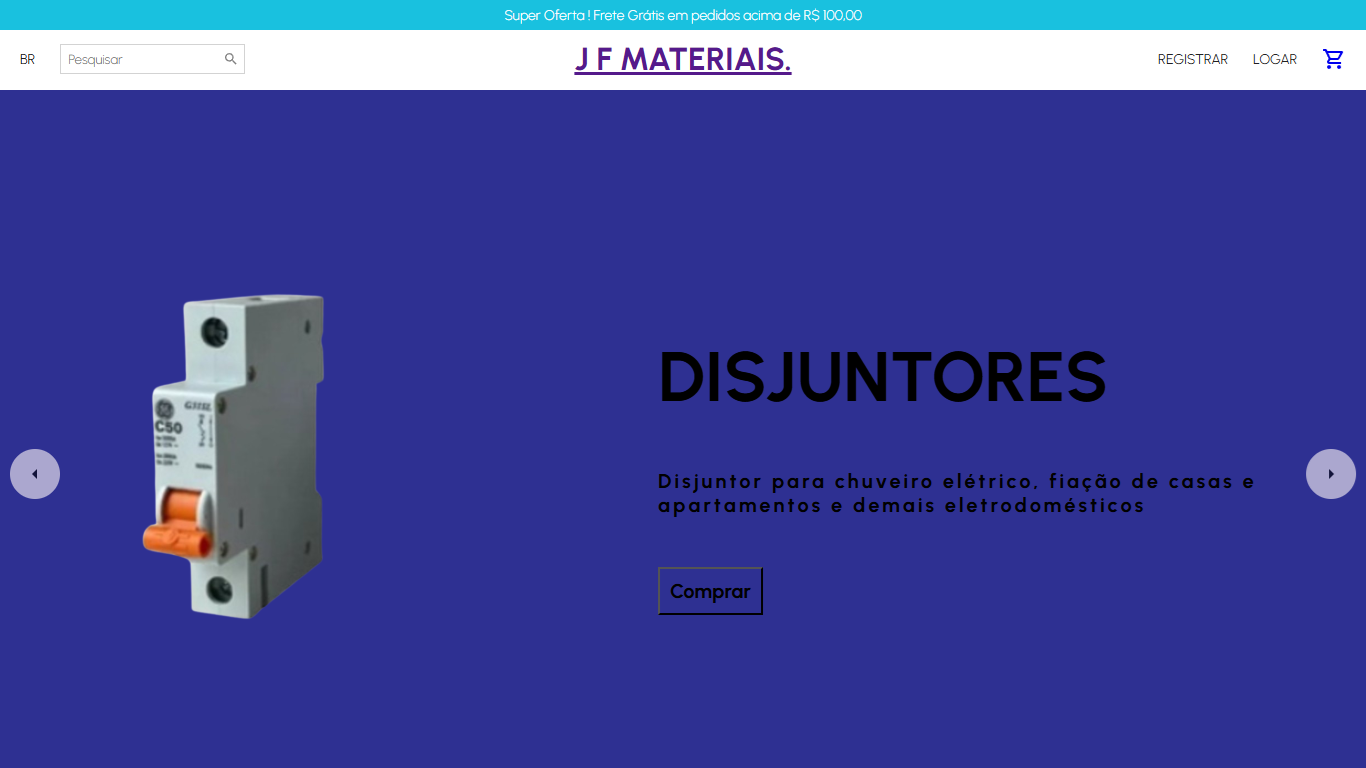 Super Oferta ! Frete Grátis em pedidos acima de R$ 100,00
BR
Pesquisar
J F MATERIAIS.
REGISTRAR
LOGAR
DISJUNTORES
Disjuntor para chuveiro elétrico, fiação de casas e
apartamentos e demais eletrodomésticos
Comprar
C50